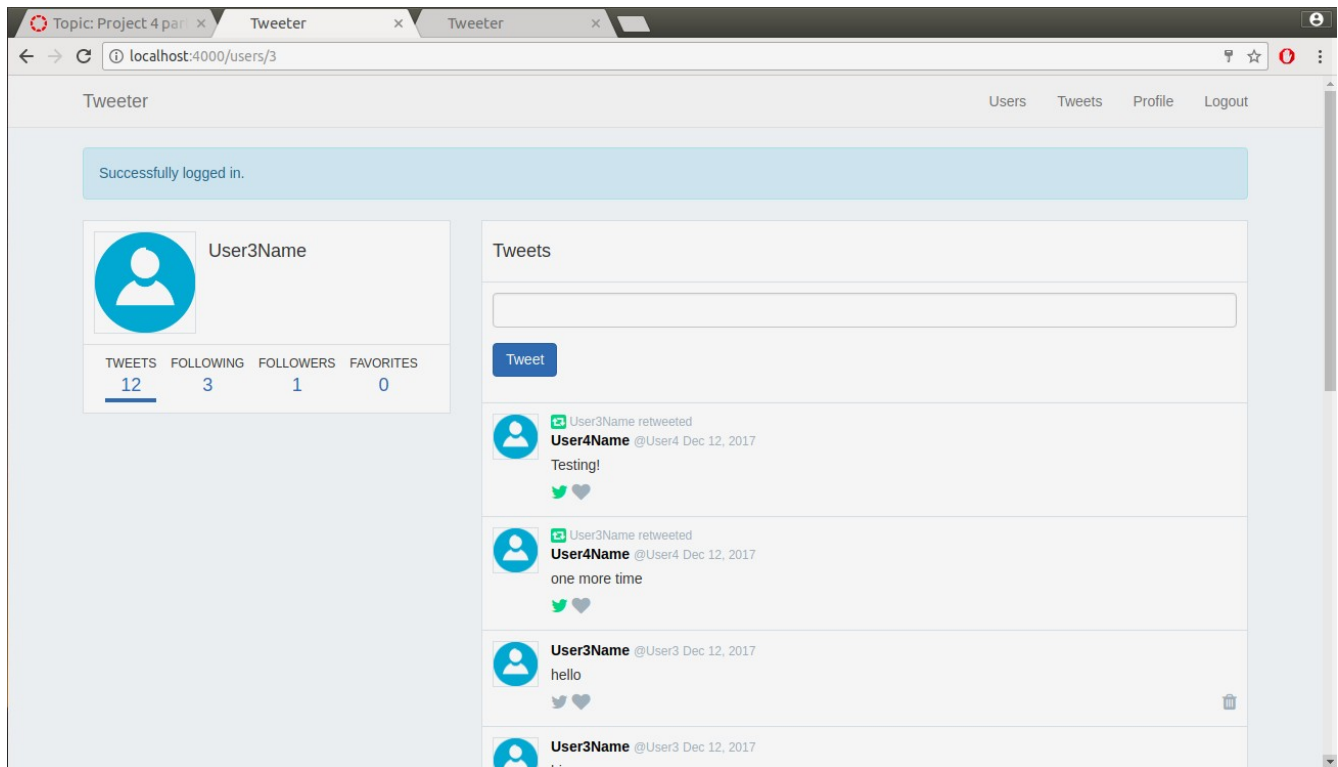 Topic: Project 4 par
Tweeter
Tweeter
localhost:4000/users/3
Tweeter
Users Tweets Profile Logout
Successfully logged in.
User3Name
TWEETS FOLLOWING FOLLOWERS FAVORITES
12 3 1 0
Tweets
Tweet
User3Name retweeted
User4Name @User4 Dec 12, 2017
Testing!
User3Name retweeted
User4Name @User4 Dec 12, 2017
one more time
User3Name @User3 Dec 12, 2017
hello
User3Name @User3 Dec 12, 2017